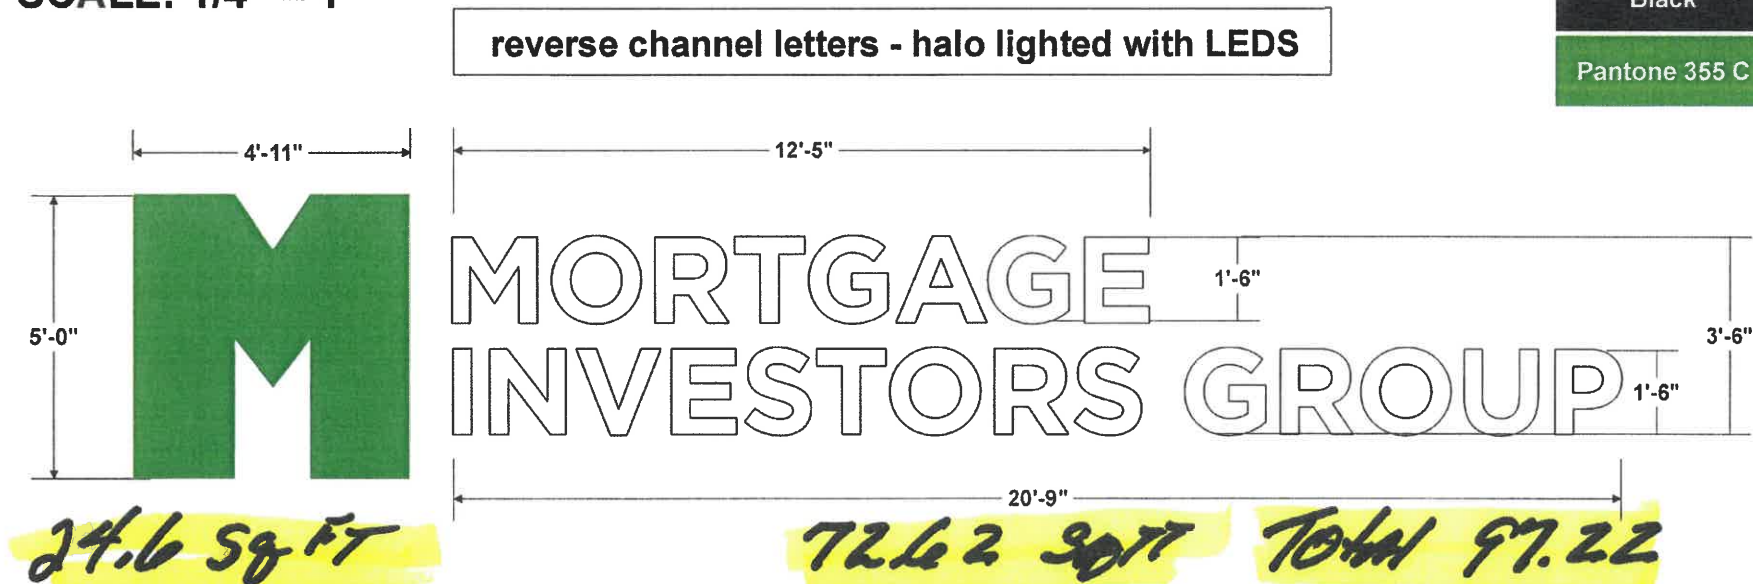 reverse channel letters - halo lighted with LEDS
Black
Pantone 355 C
4'-11"
12'-5"
5'-0"
M
MORTGAGE
1'-6"
3'-6"
INVESTORS GROUP
1'-6"
20'-9"
24.6 Sq FT
72.62 SqFT
Total 97.22